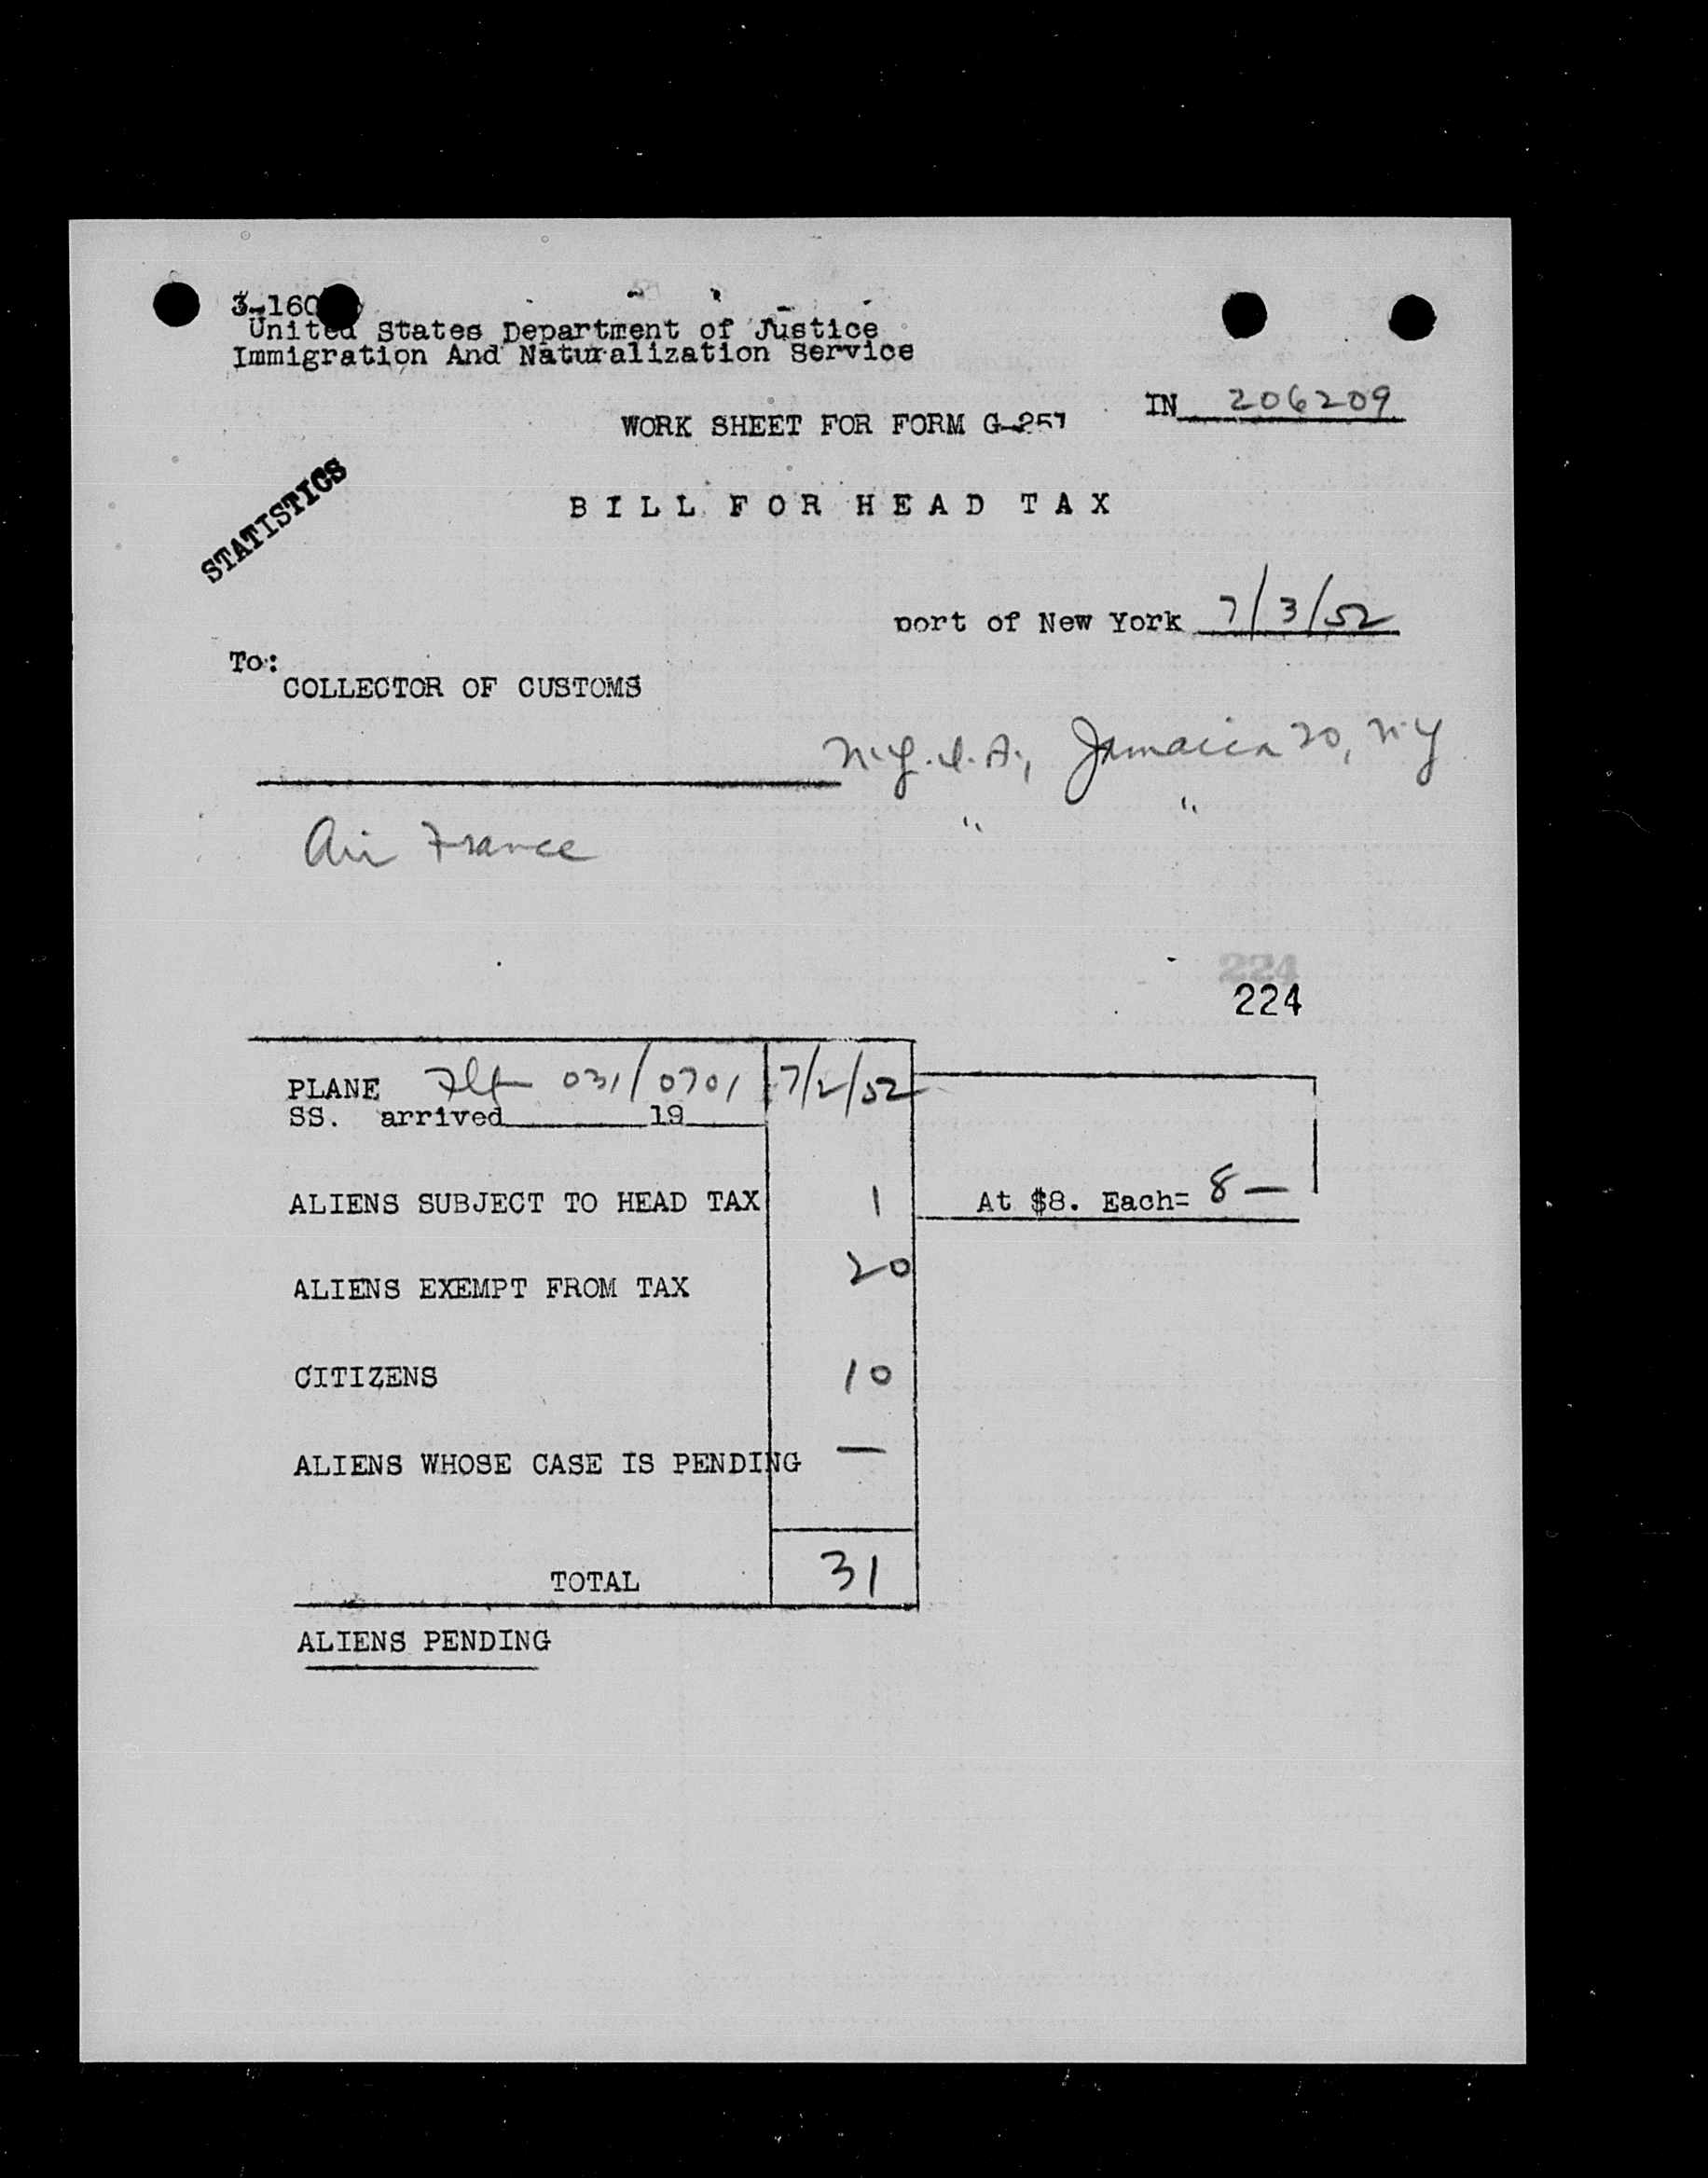 3-160
United States Department of Justice
Immigration And Naturalization Service
IN 206209
WORK SHEET FOR FORM G-257
STATISTICS
BILL FOR HEAD TAX
port of New York 7/3/52
To:
COLLECTOR OF CUSTOMS
N.Y.I.A., Jamaica 20, N.Y
" "
Air France
224
224
PLANE Flt 031/0701 7/2/52
SS. arrived 19
ALIENS SUBJECT TO HEAD TAX 1 At $8. Each= 8 —
ALIENS EXEMPT FROM TAX 20
CITIZENS 10
ALIENS WHOSE CASE IS PENDING —
TOTAL 31
ALIENS PENDING